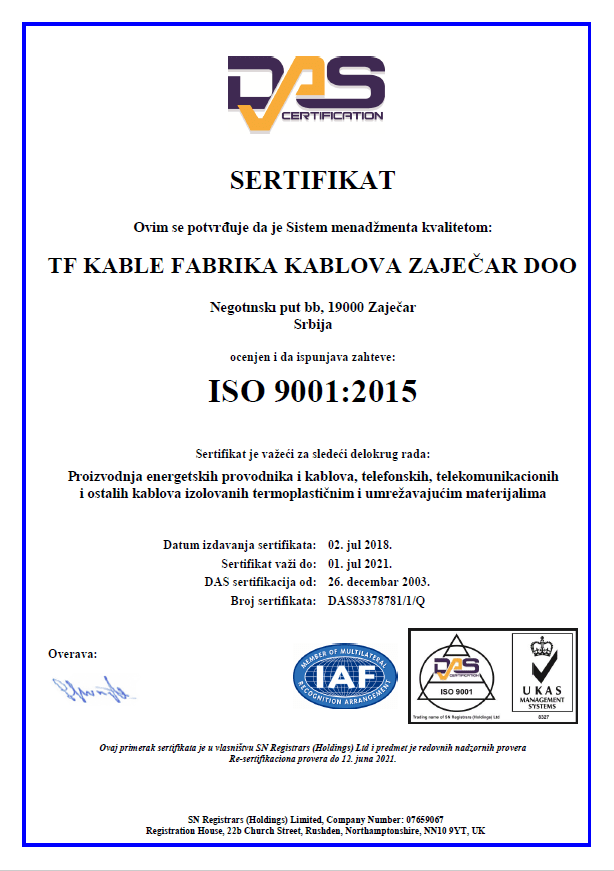 DAS
CERTIFICATION
SERTIFIKAT
Ovim se potvrđuje da je Sistem menadžmenta kvalitetom:
TF KABLE FABRIKA KABLOVA ZAJEČAR DOO
Negotinski put bb, 19000 Zaječar
Srbija
ocenjen i da ispunjava zahteve:
ISO 9001:2015
Sertifikat je važeći za sledeći delokrug rada:
Proizvodnja energetskih provodnika i kablova, telefonskih, telekomunikacionih
i ostalih kablova izolovanih termoplastičnim i umrežavajućim materijalima
Datum izdavanja sertifikata: 02. jul 2018.
Sertifikat važi do: 01. jul 2021.
DAS sertifikacija od: 26. decembar 2003.
Broj sertifikata: DAS83378781/1/Q
Overava:
MEMBER OF MULTILATERAL
IAF
RECOGNITION ARRANGEMENT
DAS
CERTIFICATION
ISO 9001
Trading name of SN Registrars (Holdings) Ltd
UKAS
MANAGEMENT
SYSTEMS
0327
Ovaj primerak sertifikata je u vlasništvu SN Registrars (Holdings) Ltd i predmet je redovnih nadzornih provera
Re-sertifikaciona provera do 12. juna 2021.
SN Registrars (Holdings) Limited, Company Number: 07659067
Registration House, 22b Church Street, Rushden, Northamptonshire, NN10 9YT, UK